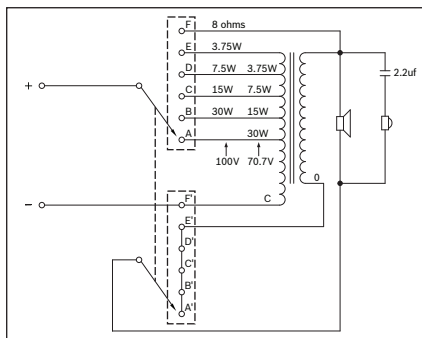 F 8 ohms
E 3.75W
D 7.5W 3.75W
C 15W 7.5W
B 30W 15W
A 30W
100V 70.7V
2.2uf
+
−
0
C
F'
E'
D'
C'
B'
A'